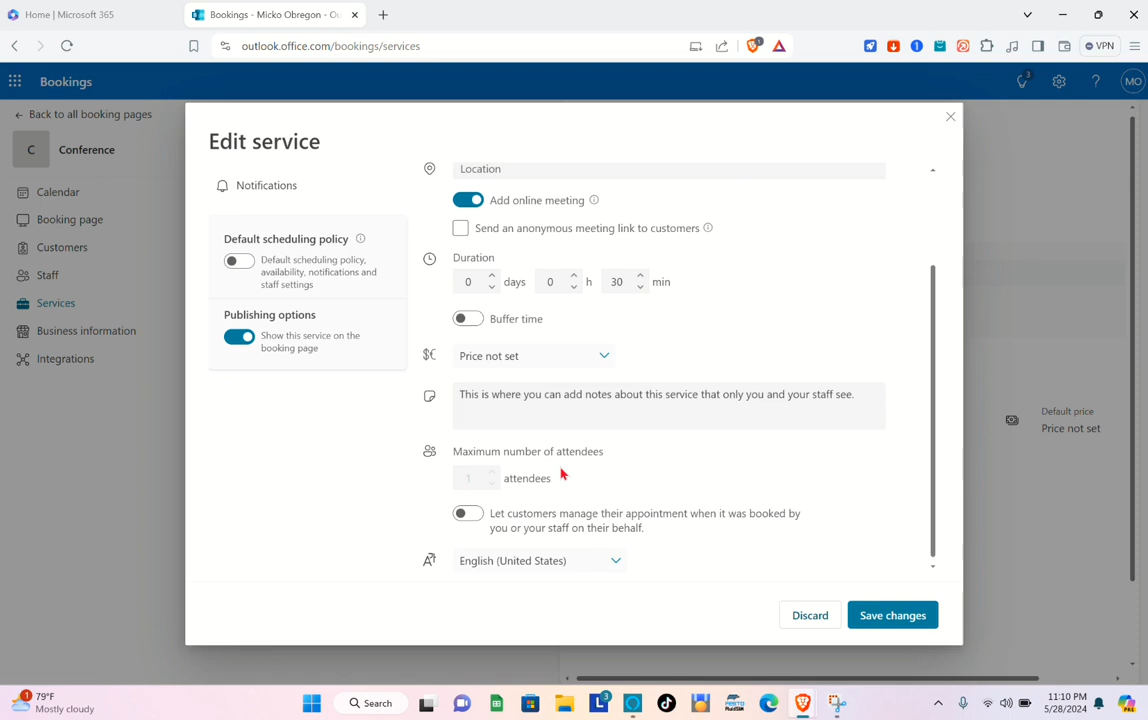 Home | Microsoft 365
Bookings - Micko Obregon - Ou
outlook.office.com/bookings/services
1
1
VPN
Bookings
3
MO
Back to all booking pages
C
Conference
Calendar
Booking page
Customers
Staff
Services
Business information
Integrations
Edit service
Notifications
Default scheduling policy
Default scheduling policy,
availability, notifications and
staff settings
Publishing options
Show this service on the
booking page
Location
Add online meeting
Send an anonymous meeting link to customers
Duration
0 days 0 h 30 min
Buffer time
$€ Price not set
This is where you can add notes about this service that only you and your staff see.
Maximum number of attendees
1 attendees
Let customers manage their appointment when it was booked by
you or your staff on their behalf.
English (United States)
Discard
Save changes
Default price
Price not set
1
79°F
Mostly cloudy
Search
3
11:10 PM
5/28/2024
PRE